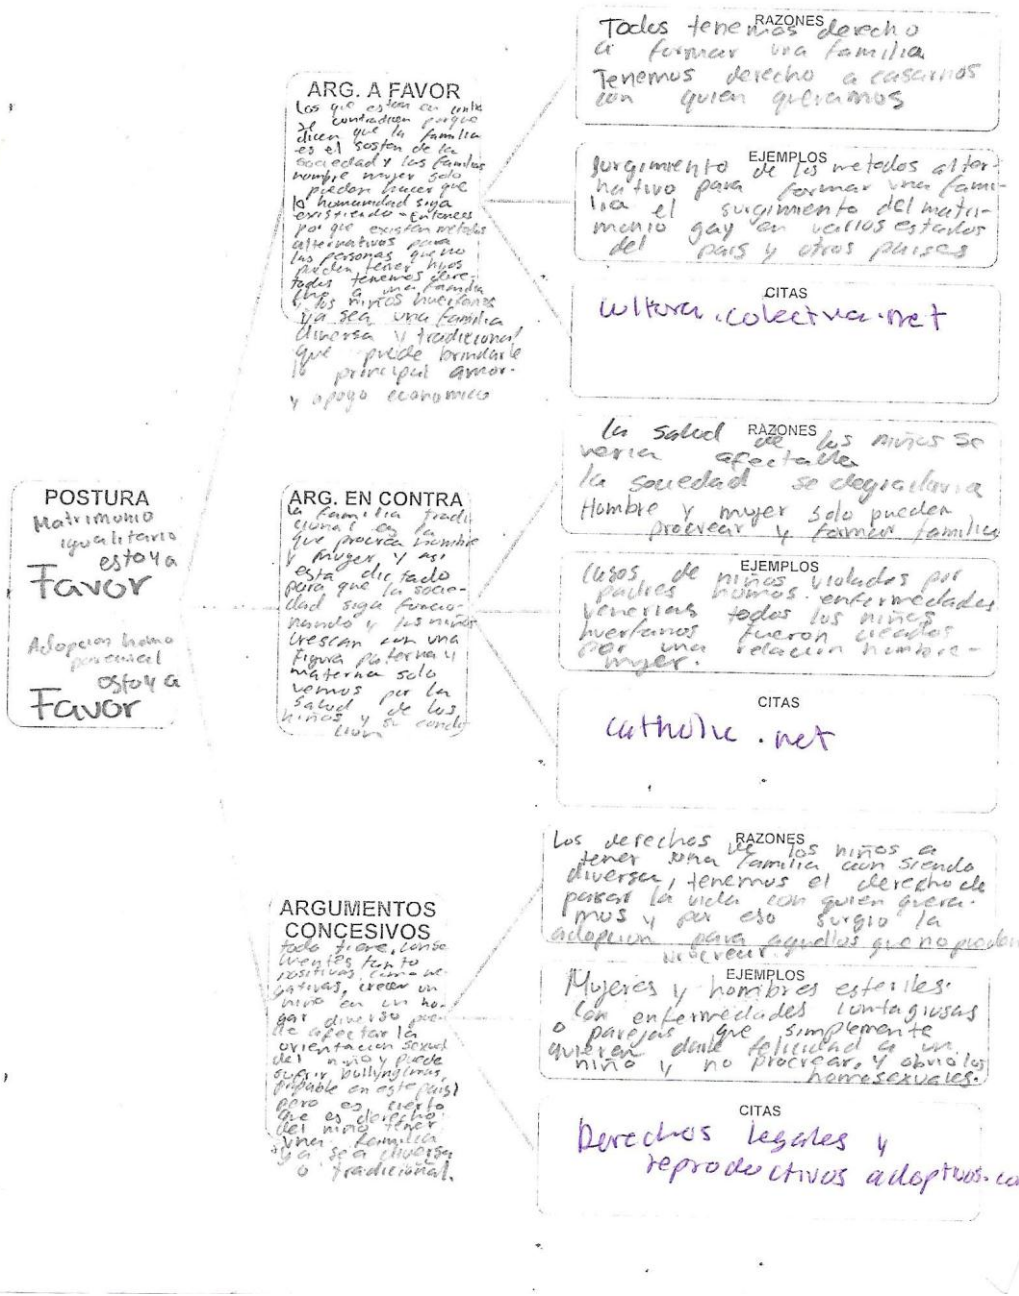 POSTURA
Matrimonio
igualitario
estoy a
Favor
Adopcion homo
parental
estoy a
Favor
ARG. A FAVOR
Los que estan en contra
se contradicen porque
dicen que la familia
es el sosten de la
sociedad y las familas
hombre mujer solo
pueden hacer que
la humanidad siga
existiendo - Entonces
por que existen metodos
alternativos para
las personas que no
pueden tener hijos
todos tenemos dere-
cho a una familia
y los niños huerfanos
ya sea una familia
diversa y tradicional
que puede brindarle
lo principal amor.
y apoyo economico
RAZONES
Todos tenemos derecho
a formar una familia
Tenemos derecho a casarnos
con quien queramos
EJEMPLOS
Surgimiento de los metodos alter-
nativo para formar una fami-
lia el surgimiento del matri-
monio gay en varios estados
del pais y otros paises
CITAS
cultura.colectiva.net
ARG. EN CONTRA
la familia tradi
cional es la
que procrea hombre
y muger y asi
esta dictado
para que la socie-
dad siga funcio-
nando y los niños
crescan con una
figura paterna y
materna solo
vemos por la
salud de los
niños y su condi
cion
RAZONES
la salud de los niños se
veria afectada
la sociedad se degradaria
Hombre y mujer solo pueden
procrear y formar familia
EJEMPLOS
casos de niños violados por
padres homos. enfermedades
venerias todos los niños
huerfanos fueron creados
por una relacion hombre-
mujer.
CITAS
catholic.net
ARGUMENTOS
CONCESIVOS
todo tiene, conse
cuentes tanto
positivas como ne-
gativas, crecer un
niño en un ho-
gar diverso pue-
de afectar la
orientacion sexual
del niño y puede
sufrir bullyng(mas
probable en este pais)
pero es cierto
que es derecho
del niño tener
una familia
ya sea diversa
o tradicional.
RAZONES
Los derechos de los niños a
tener una familia aun siendo
diversa, tenemos el derecho de
pasar la vida con quien quera-
mos y por eso surgio la
adopcion para aquellos que no puedan
procrear.
EJEMPLOS
Mujeres y hombres esteriles.
Con enfermedades contagiosas
o parejas que simplemente
quieren darle felicidad a un
niño y no procrear, y obvio los
homosexuales.
CITAS
Derechos legales y
reproductivos adoptivos.co